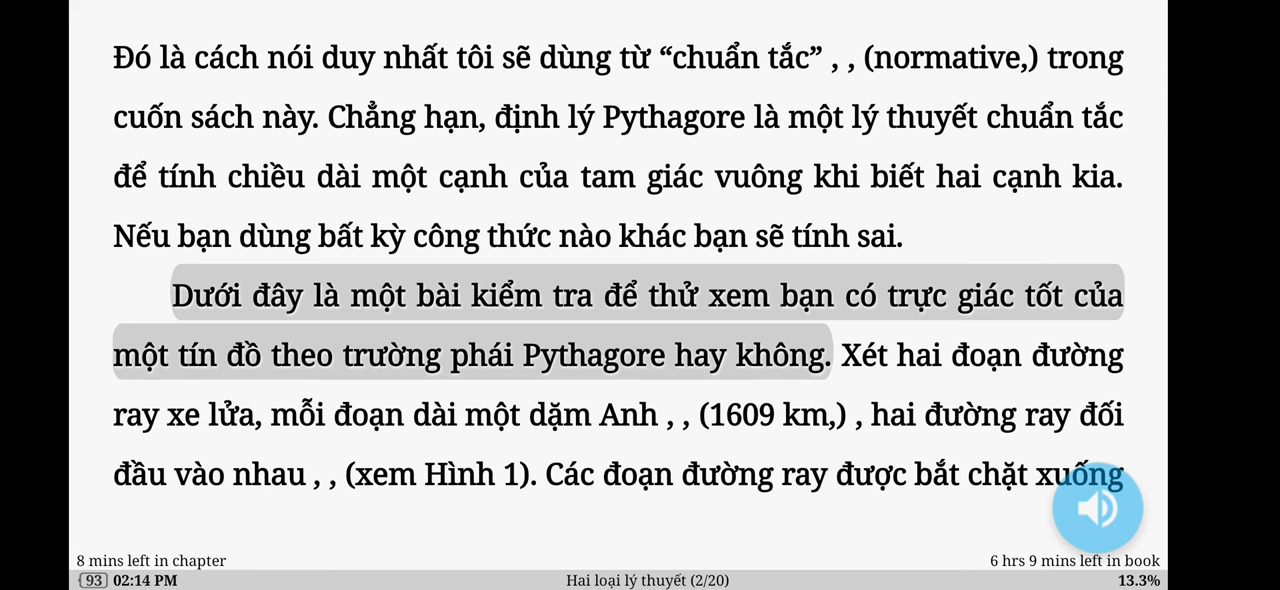 Đó là cách nói duy nhất tôi sẽ dùng từ “chuẩn tắc” , , (normative,) trong
cuốn sách này. Chẳng hạn, định lý Pythagore là một lý thuyết chuẩn tắc
để tính chiều dài một cạnh của tam giác vuông khi biết hai cạnh kia.
Nếu bạn dùng bất kỳ công thức nào khác bạn sẽ tính sai.
Dưới đây là một bài kiểm tra để thử xem bạn có trực giác tốt của
một tín đồ theo trường phái Pythagore hay không. Xét hai đoạn đường
ray xe lửa, mỗi đoạn dài một dặm Anh , , (1609 km,) , hai đường ray đối
đầu vào nhau , , (xem Hình 1). Các đoạn đường ray được bắt chặt xuống
8 mins left in chapter
6 hrs 9 mins left in book
93 02:14 PM
Hai loại lý thuyết (2/20)
13.3%